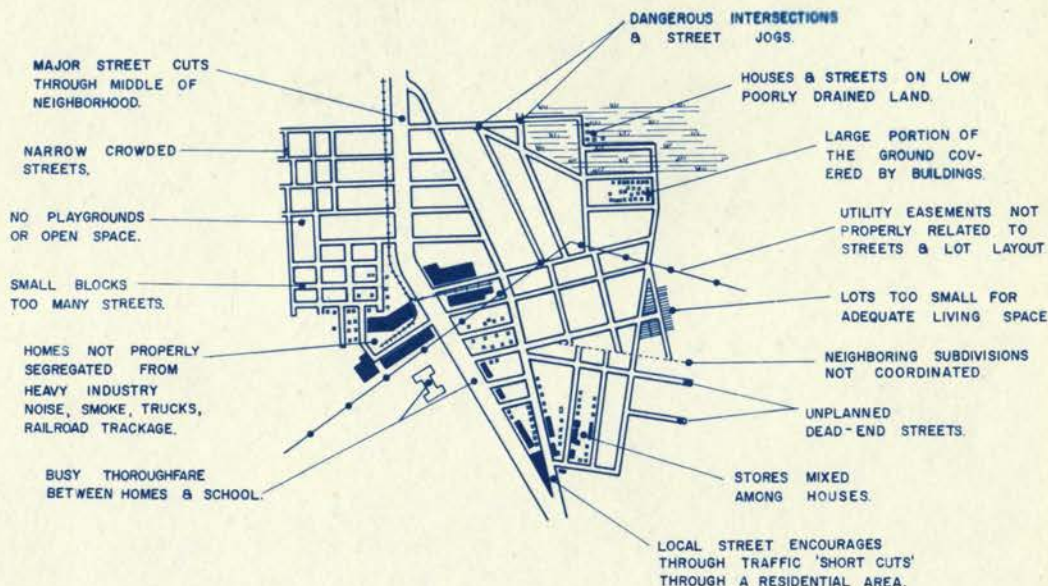 DANGEROUS INTERSECTIONS
& STREET JOGS.
MAJOR STREET CUTS
THROUGH MIDDLE OF
NEIGHBORHOOD.
HOUSES & STREETS ON LOW
POORLY DRAINED LAND.
NARROW CROWDED
STREETS.
LARGE PORTION OF
THE GROUND COV-
ERED BY BUILDINGS.
NO PLAYGROUNDS
OR OPEN SPACE.
UTILITY EASEMENTS NOT
PROPERLY RELATED TO
STREETS & LOT LAYOUT
SMALL BLOCKS
TOO MANY STREETS.
LOTS TOO SMALL FOR
ADEQUATE LIVING SPACE
HOMES NOT PROPERLY
SEGREGATED FROM
HEAVY INDUSTRY
NOISE, SMOKE, TRUCKS,
RAILROAD TRACKAGE.
NEIGHBORING SUBDIVISIONS
NOT COORDINATED.
UNPLANNED
DEAD-END STREETS.
BUSY THOROUGHFARE
BETWEEN HOMES & SCHOOL.
STORES MIXED
AMONG HOUSES.
LOCAL STREET ENCOURAGES
THROUGH TRAFFIC 'SHORT CUTS'
THROUGH A RESIDENTIAL AREA.